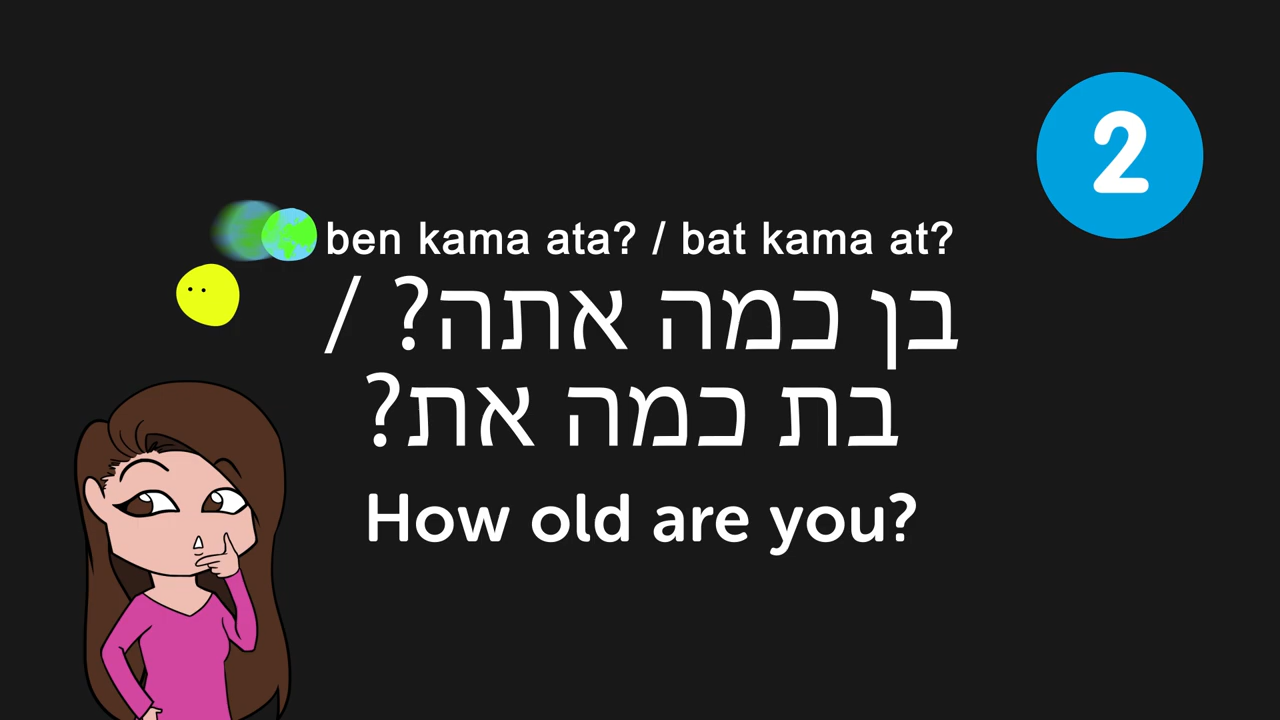 2
ben kama ata? / bat kama at?
בן כמה אתה? /
בת כמה את?
How old are you?